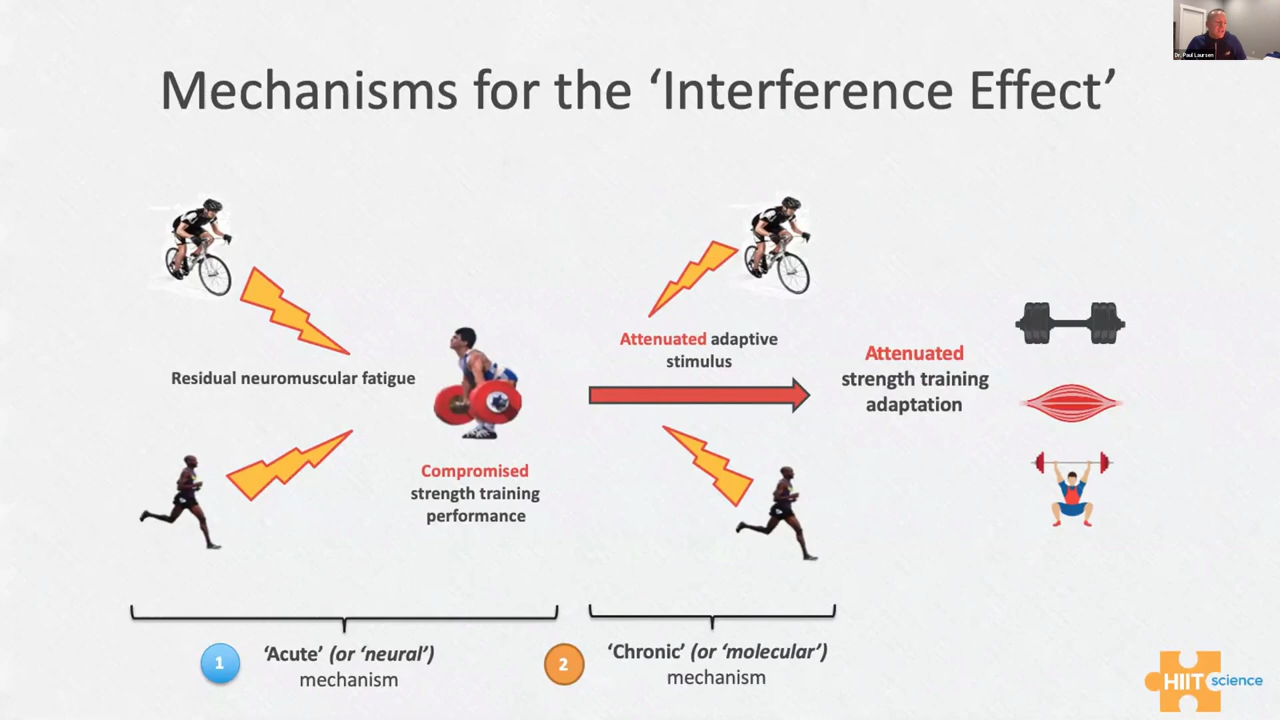 Dr. Paul Laursen
Mechanisms for the ‘Interference Effect’
Residual neuromuscular fatigue
Compromised
strength training
performance
Attenuated adaptive
stimulus
Attenuated
strength training
adaptation
1
‘Acute’ (or ‘neural’)
mechanism
2
‘Chronic’ (or ‘molecular’)
mechanism
HIIT science